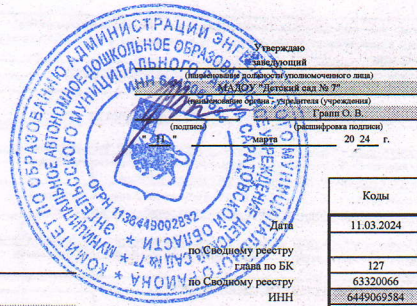 Утверждаю
заведующий
(наименование должности уполномоченного лица)
МАДОУ "Детский сад № 7"
(наименование органа - учредителя (учреждения)
Грапп О. В.
(подпись) (расшифровка подписи)
" 11 " марта 20 24 г.
Коды
Дата 11.03.2024
по Сводному реестру
глава по БК 127
по Сводному реестру 63320066
ИНН 6449069584
КОМИТЕТ ПО ОБРАЗОВАНИЮ АДМИНИСТРАЦИИ
МУНИЦИПАЛЬНОЕ АВТОНОМНОЕ ДОШКОЛЬНОЕ ОБРАЗОВАТЕЛЬНОЕ УЧРЕЖДЕНИЕ
ЭНГЕЛЬССКОГО МУНИЦИПАЛЬНОГО РАЙОНА САРАТОВСКОЙ ОБЛАСТИ
ОГРН 1136449002832